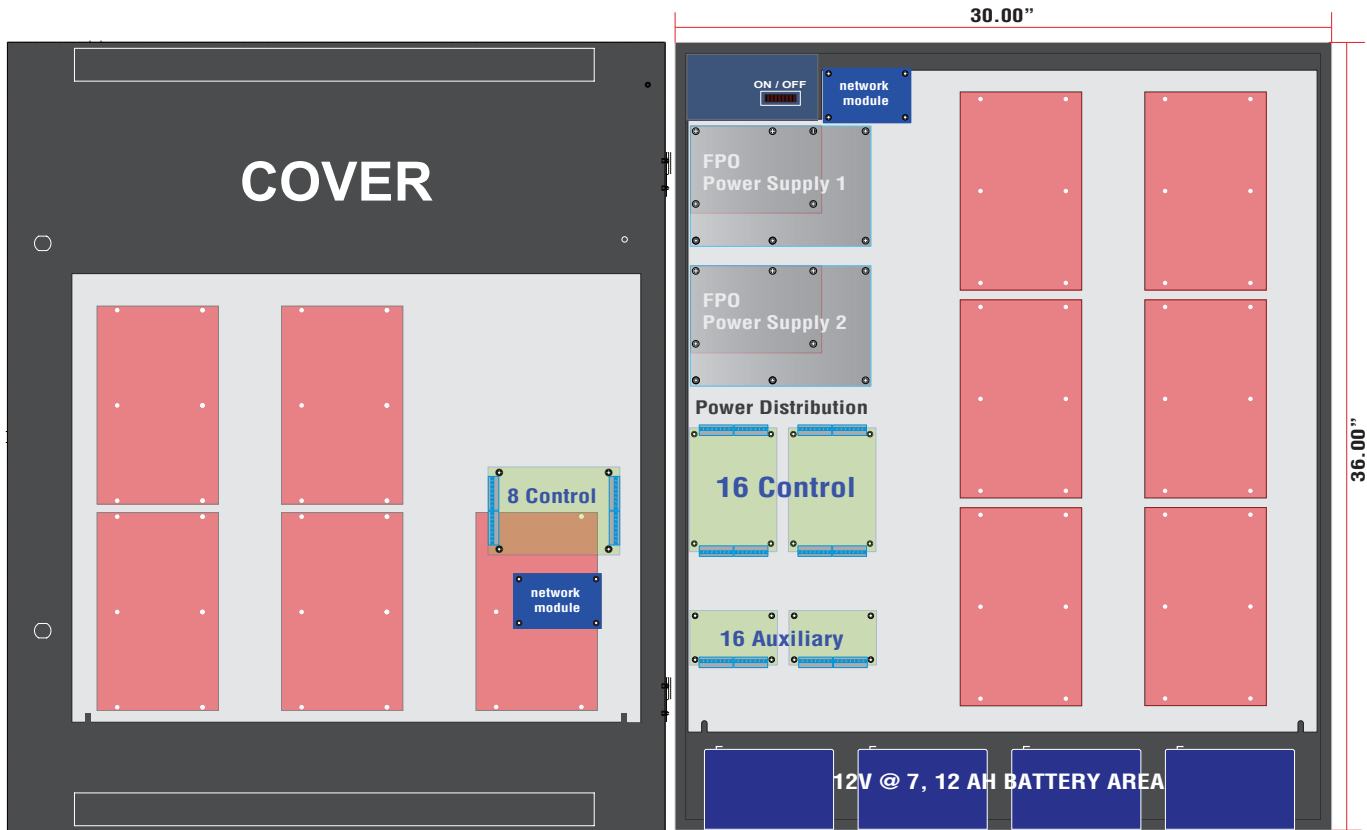 30.00”
COVER
ON / OFF
network
module
FPO
Power Supply 1
FPO
Power Supply 2
Power Distribution
16 Control
16 Auxiliary
8 Control
network
module
36.00”
12V @ 7, 12 AH BATTERY AREA